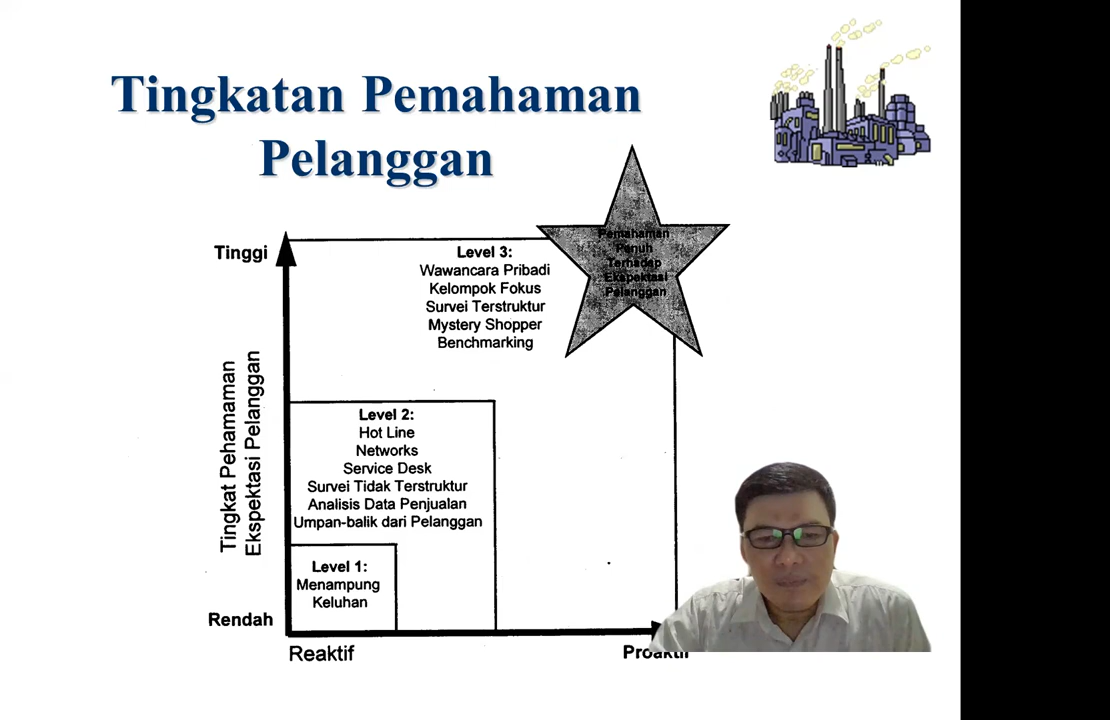 Tingkatan Pemahaman
Pelanggan
Tinggi
Level 3:
Wawancara Pribadi
Kelompok Fokus
Survei Terstruktur
Mystery Shopper
Benchmarking
Pemahaman
Penuh
Terhadap
Ekspektasi
Pelanggan
Tingkat Pehamaman
Ekspektasi Pelanggan
Level 2:
Hot Line
Networks
Service Desk
Survei Tidak Terstruktur
Analisis Data Penjualan
Umpan-balik dari Pelanggan
Level 1:
Menampung
Keluhan
Rendah
Reaktif
Proaktif